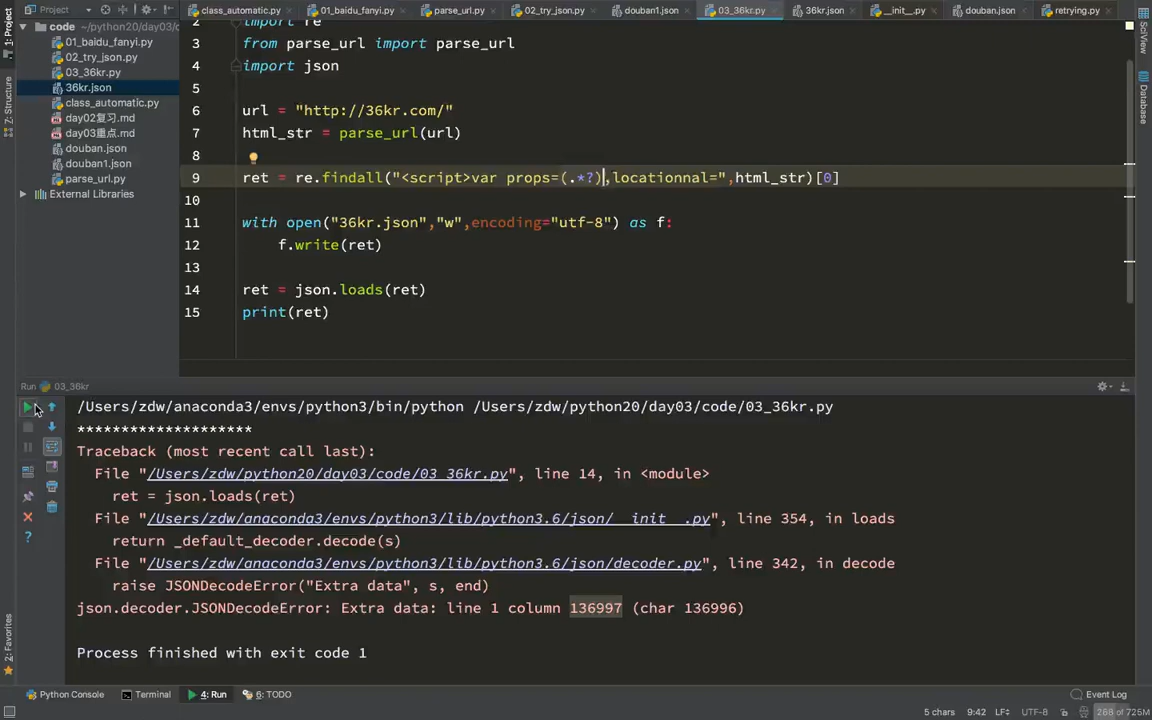 Project
class_automatic.py
01_baidu_fanyi.py
parse_url.py
02_try_json.py
douban1.json
03_36kr.py
36kr.json
__init__.py
douban.json
retrying.py
1: Project
7: Structure
2: Favorites
SciView
Database
code ~/python20/day03/c
01_baidu_fanyi.py
02_try_json.py
03_36kr.py
36kr.json
class_automatic.py
day02复习.md
day03重点.md
douban.json
douban1.json
parse_url.py
External Libraries
2 import re
3 from parse_url import parse_url
4 import json
5
6 url = "http://36kr.com/"
7 html_str = parse_url(url)
8
9 ret = re.findall("<script>var props=(.*?),locationnal=",html_str)[0]
10
11 with open("36kr.json","w",encoding="utf-8") as f:
12 f.write(ret)
13
14 ret = json.loads(ret)
15 print(ret)
Run 03_36kr
/Users/zdw/anaconda3/envs/python3/bin/python /Users/zdw/python20/day03/code/03_36kr.py
********************
Traceback (most recent call last):
File "/Users/zdw/python20/day03/code/03_36kr.py", line 14, in <module>
ret = json.loads(ret)
File "/Users/zdw/anaconda3/envs/python3/lib/python3.6/json/__init__.py", line 354, in loads
return _default_decoder.decode(s)
File "/Users/zdw/anaconda3/envs/python3/lib/python3.6/json/decoder.py", line 342, in decode
raise JSONDecodeError("Extra data", s, end)
json.decoder.JSONDecodeError: Extra data: line 1 column 136997 (char 136996)
Process finished with exit code 1
Python Console
Terminal
4: Run
6: TODO
Event Log
5 chars 9:42 LF UTF-8 266 of 725M